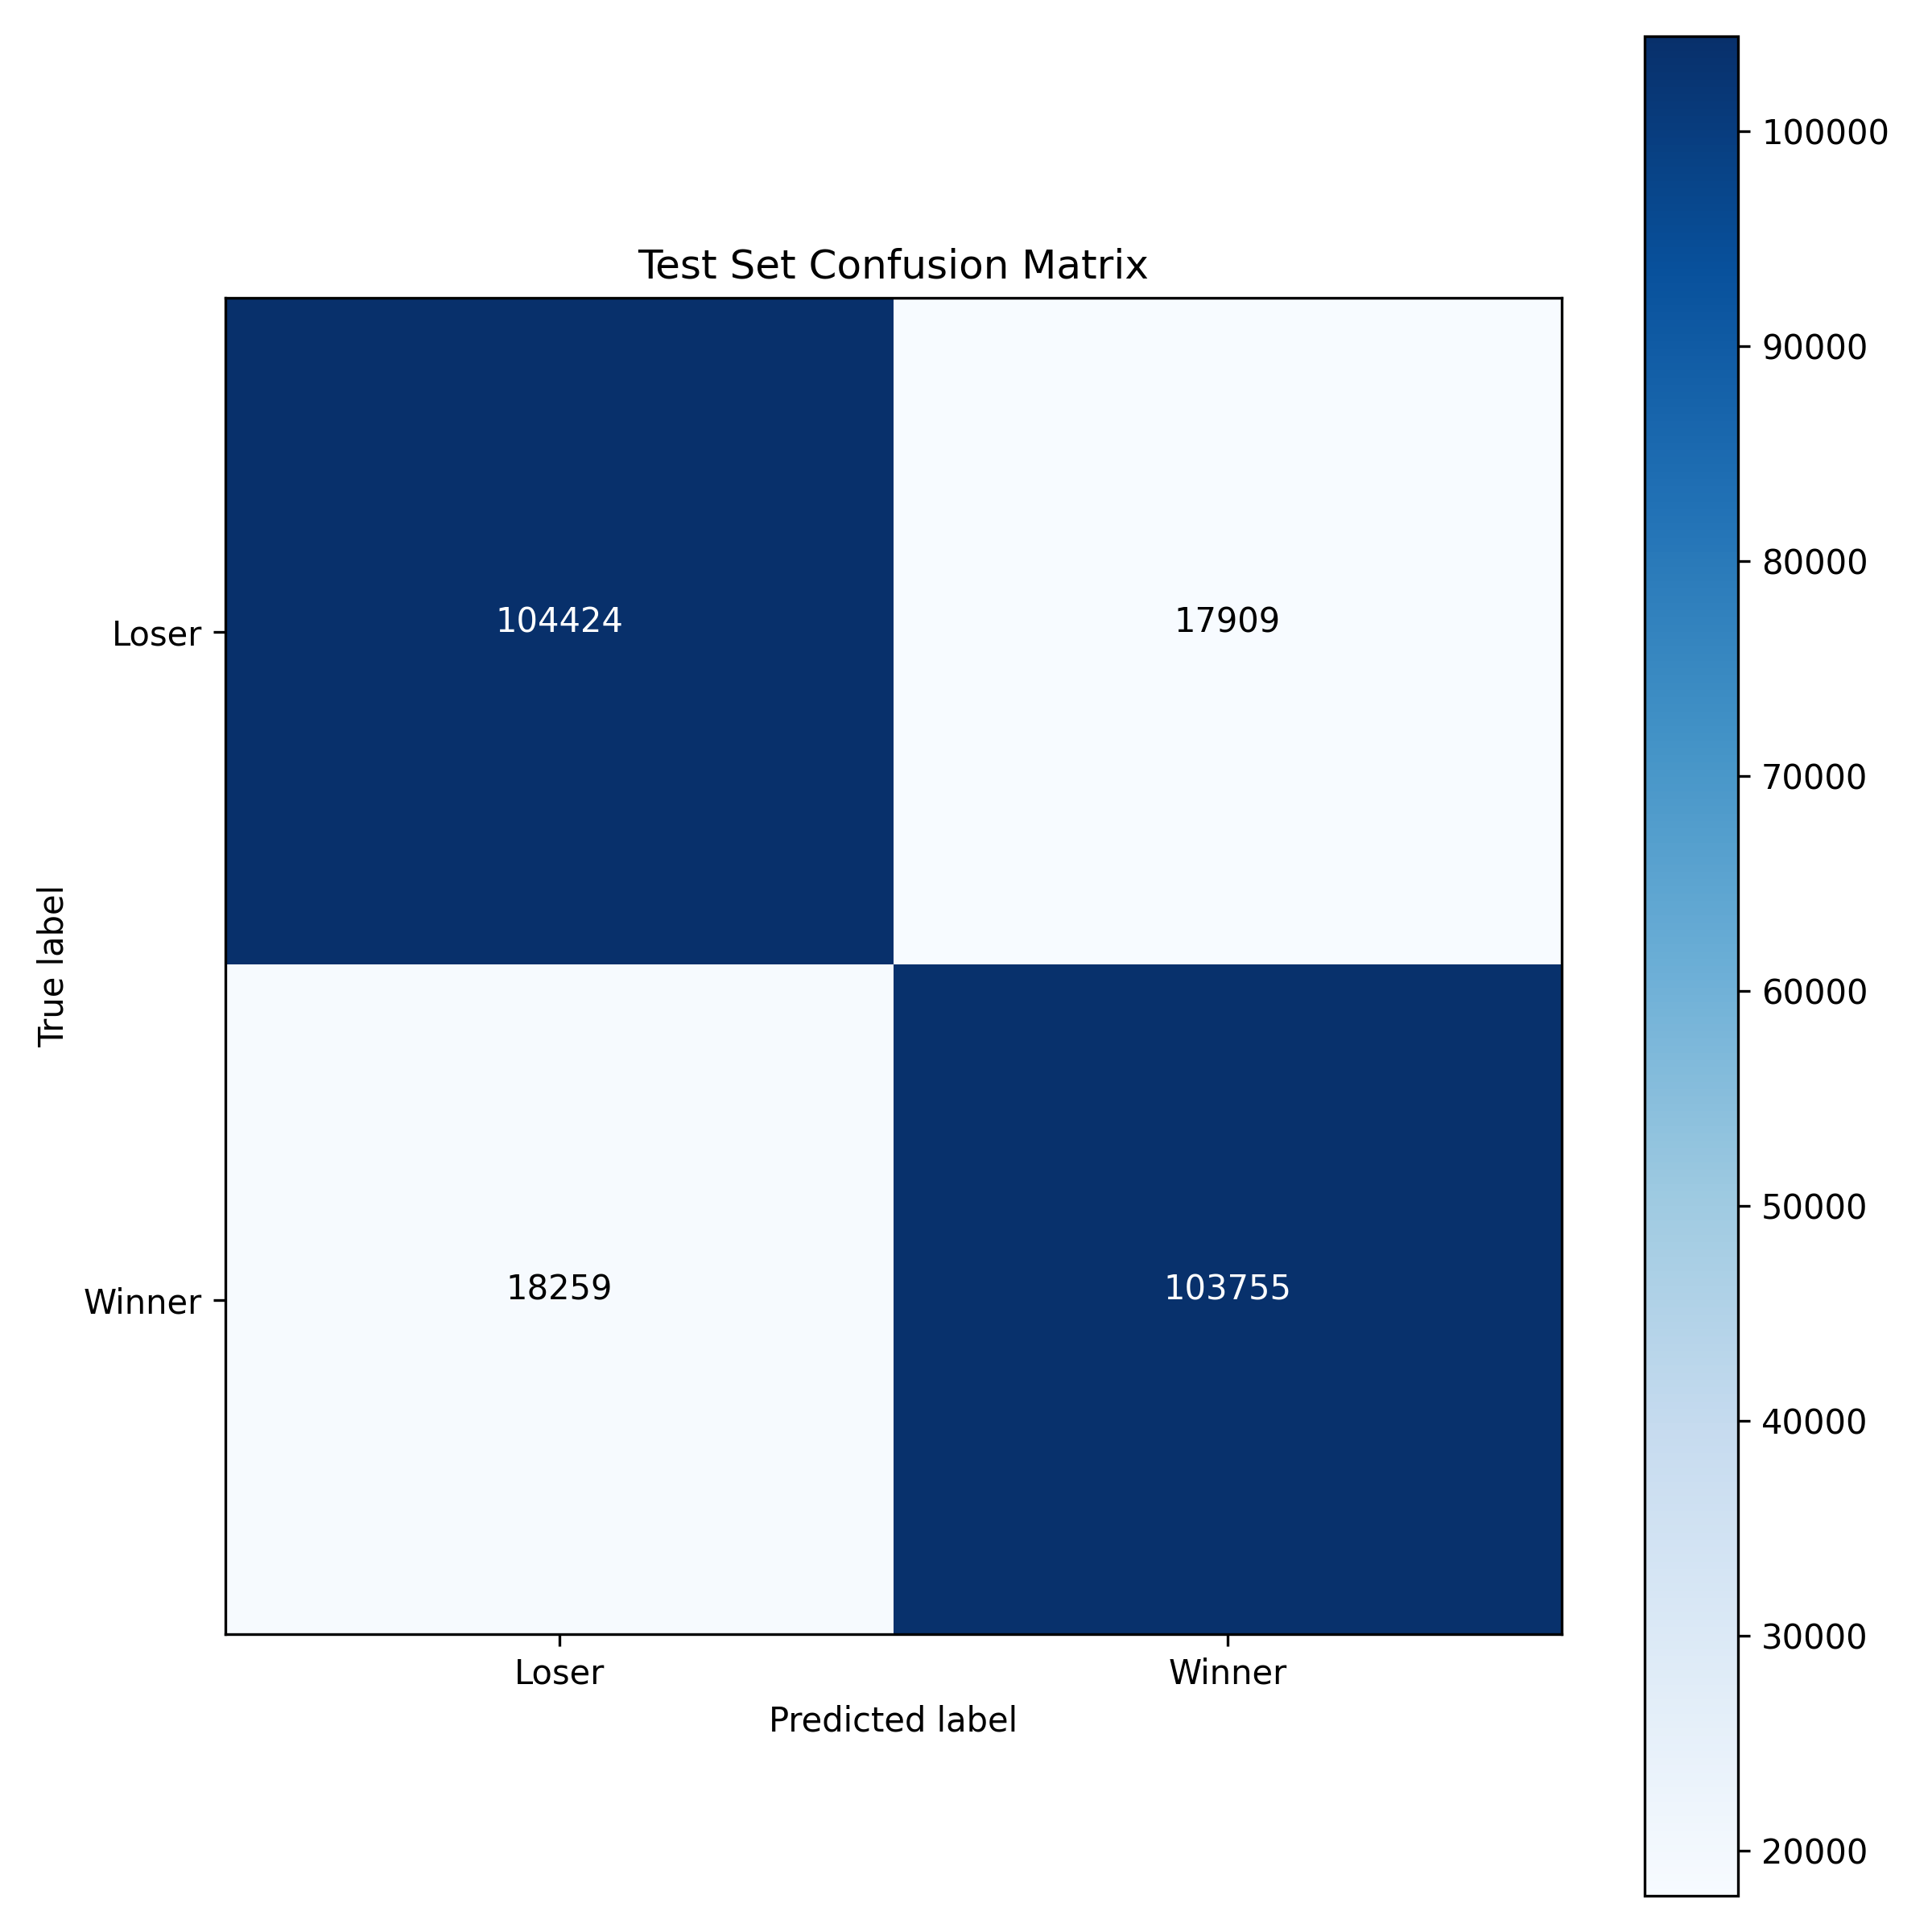 Test Set Confusion Matrix
True label
Loser
Winner
104424
17909
18259
103755
Loser
Winner
Predicted label
100000
90000
80000
70000
60000
50000
40000
30000
20000